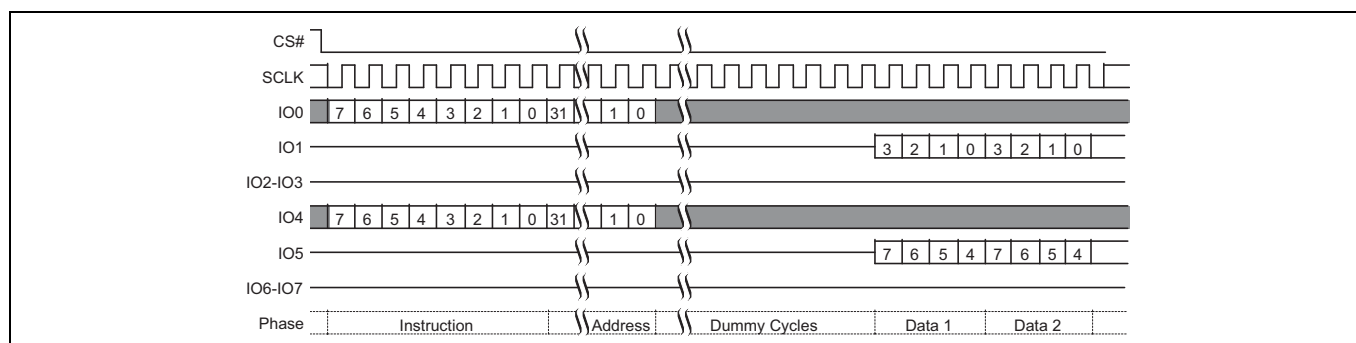 CS#
SCLK
IO0 7 6 5 4 3 2 1 0 31 1 0
IO1 3 2 1 0 3 2 1 0
IO2-IO3
IO4 7 6 5 4 3 2 1 0 31 1 0
IO5 7 6 5 4 7 6 5 4
IO6-IO7
Phase Instruction Address Dummy Cycles Data 1 Data 2